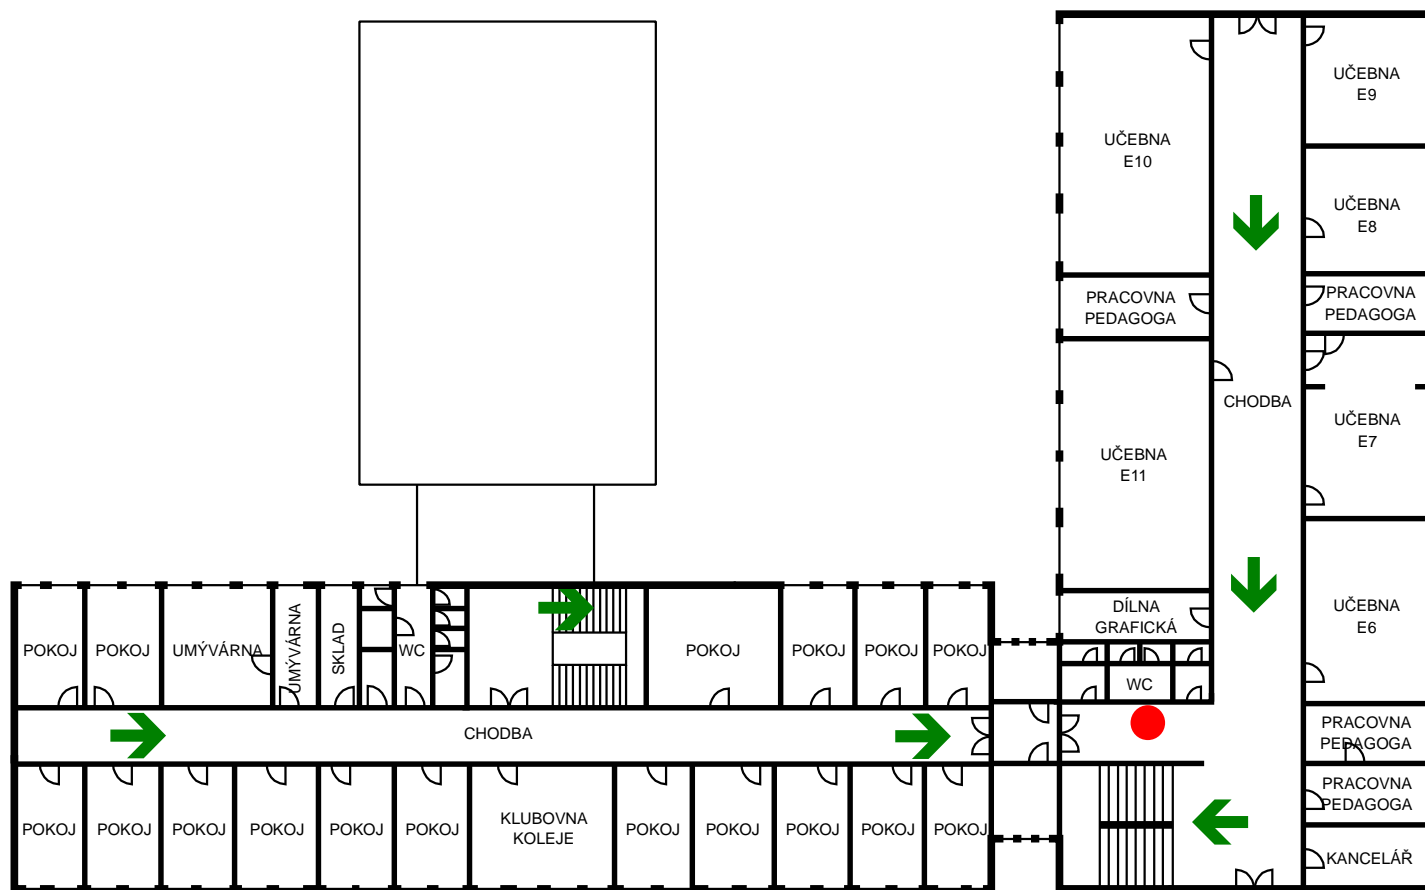 UČEBNA
E9
UČEBNA
E10
UČEBNA
E8
PRACOVNA
PEDAGOGA
PRACOVNA
PEDAGOGA
CHODBA
UČEBNA
E7
UČEBNA
E11
DÍLNA
GRAFICKÁ
UČEBNA
E6
POKOJ
POKOJ
UMÝVÁRNA
UMÝVÁRNA
SKLAD
WC
POKOJ
POKOJ
POKOJ
POKOJ
WC
CHODBA
PRACOVNA
PEDAGOGA
PRACOVNA
PEDAGOGA
POKOJ
POKOJ
POKOJ
POKOJ
POKOJ
POKOJ
KLUBOVNA
KOLEJE
POKOJ
POKOJ
POKOJ
POKOJ
POKOJ
KANCELÁŘ